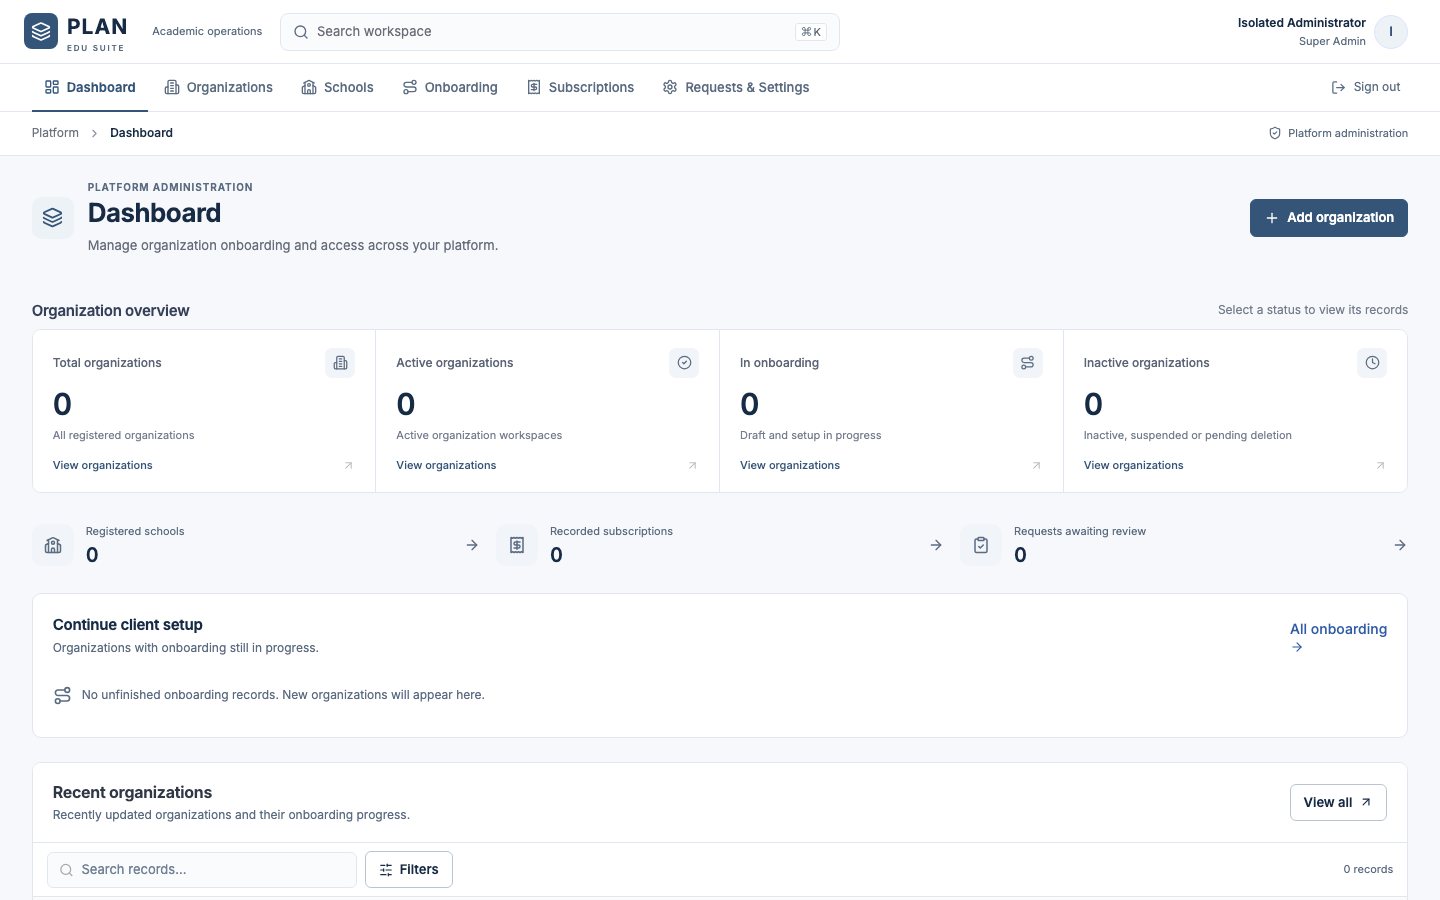 PLAN
EDU SUITE
Academic operations
Search workspace
⌘K
Isolated Administrator
Super Admin
I
Dashboard
Organizations
Schools
Onboarding
Subscriptions
Requests & Settings
Sign out
Platform
Dashboard
Platform administration
PLATFORM ADMINISTRATION
Dashboard
Manage organization onboarding and access across your platform.
Add organization
Organization overview
Select a status to view its records
Total organizations
0
All registered organizations
View organizations
Active organizations
0
Active organization workspaces
View organizations
In onboarding
0
Draft and setup in progress
View organizations
Inactive organizations
0
Inactive, suspended or pending deletion
View organizations
Registered schools
0
Recorded subscriptions
0
Requests awaiting review
0
Continue client setup
Organizations with onboarding still in progress.
All onboarding
No unfinished onboarding records. New organizations will appear here.
Recent organizations
Recently updated organizations and their onboarding progress.
View all
Search records...
Filters
0 records